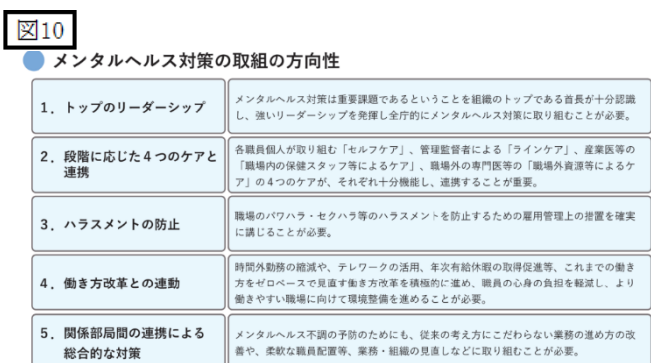 図10
メンタルヘルス対策の取組の方向性
1．トップのリーダーシップ
メンタルヘルス対策は重要課題であるということを組織のトップである首長が十分認識
し、強いリーダーシップを発揮し全庁的にメンタルヘルス対策に取り組むことが必要。
2．段階に応じた４つのケアと
連携
各職員個人が取り組む「セルフケア」、管理監督者による「ラインケア」、産業医等の
「職場内の保健スタッフ等によるケア」、職場外の専門医等の「職場外資源等によるケ
ア」の４つのケアが、それぞれ十分機能し、連携することが重要。
3．ハラスメントの防止
職場のパワハラ・セクハラ等のハラスメントを防止するための雇用管理上の措置を確実
に講じることが必要。
4．働き方改革との連動
時間外勤務の縮減や、テレワークの活用、年次有給休暇の取得促進等、これまでの働き
方をゼロベースで見直す働き方改革を積極的に進め、職員の心身の負担を軽減し、より
働きやすい職場に向けて環境整備を進めることが必要。
5．関係部局間の連携による
総合的な対策
メンタルヘルス不調の予防のためにも、従来の考え方にこだわらない業務の進め方の改
善や、柔軟な職員配置等、業務・組織の見直しなどに取り組むことが必要。